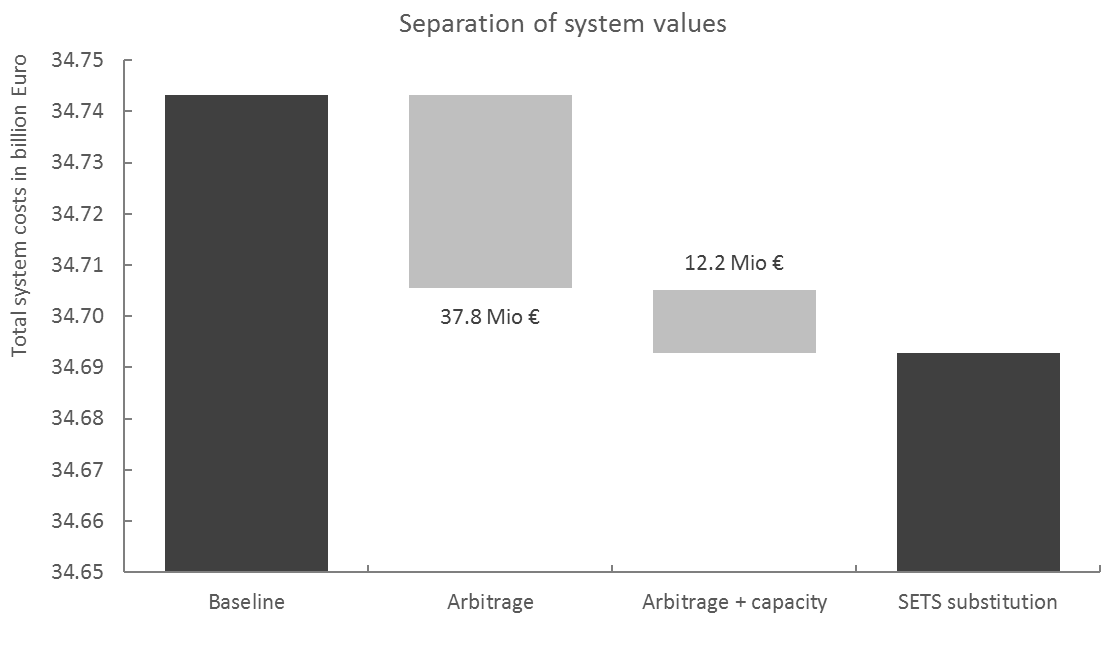 Separation of system values
Total system costs in billion Euro
34.75
34.74
34.73
34.72
34.71
34.70
34.69
34.68
34.67
34.66
34.65
37.8 Mio €
12.2 Mio €
Baseline
Arbitrage
Arbitrage + capacity
SETS substitution